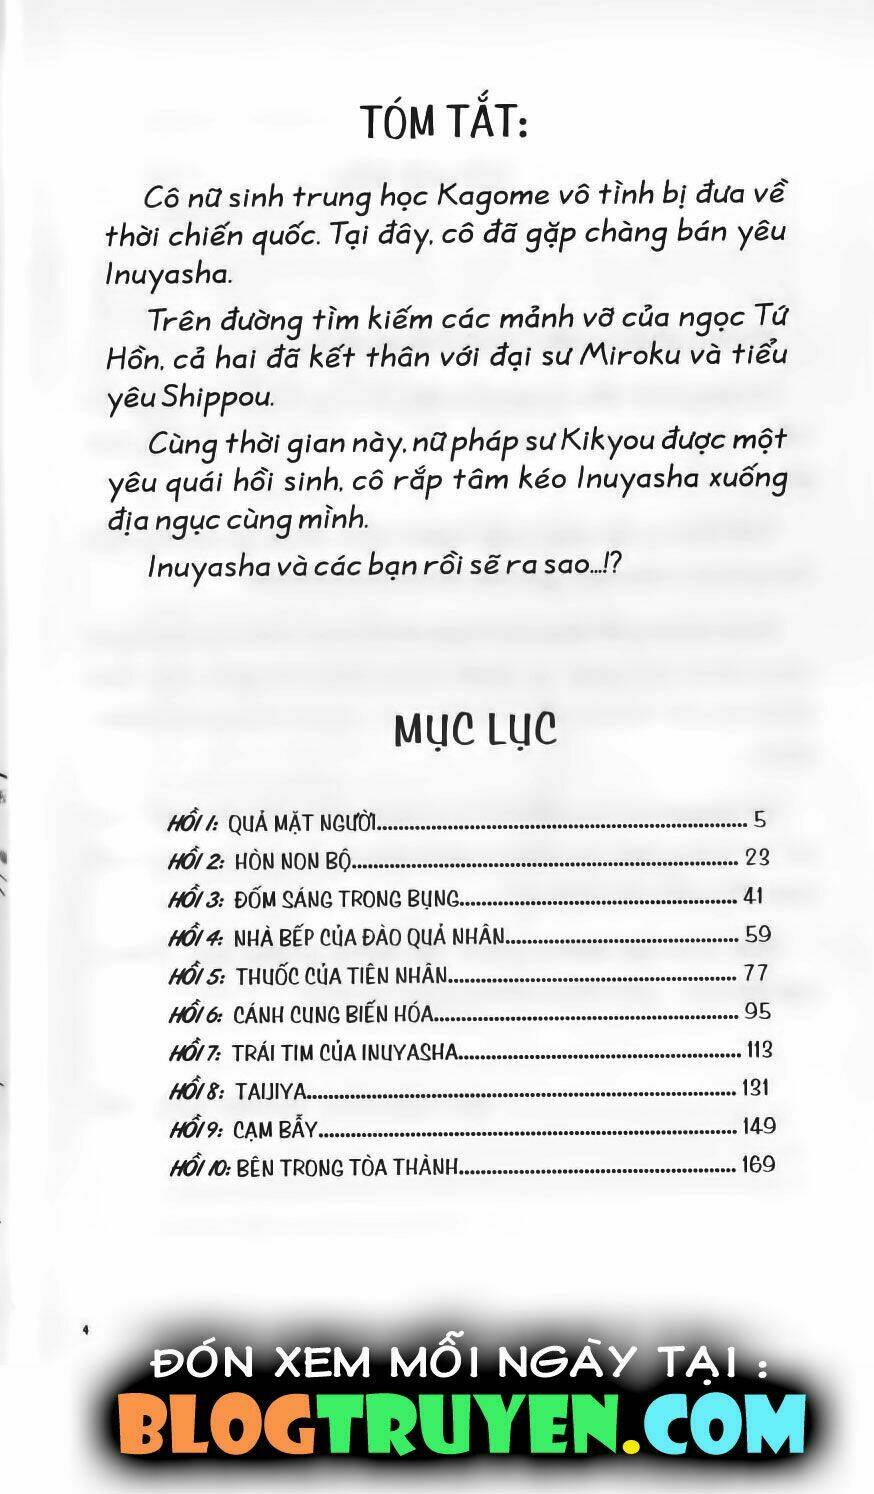 TÓM TẮT:
Cô nữ sinh trung học Kagome vô tình bị đưa về
thời chiến quốc. Tại đây, cô đã gặp chàng bán yêu
Inuyasha.
Trên đường tìm kiếm các mảnh vỡ của ngọc Tứ
Hồn, cả hai đã kết thân với đại sư Miroku và tiểu
yêu Shippou.
Cùng thời gian này, nữ pháp sư Kikyou được một
yêu quái hồi sinh, cô rắp tâm kéo Inuyasha xuống
địa ngục cùng mình.
Inuyasha và các bạn rồi sẽ ra sao...!?
MỤC LỤC
HỒI 1: QUẢ MẶT NGƯỜI........ 5
HỒI 2: HÒN NON BỘ........ 23
HỒI 3: ĐỐM SÁNG TRONG BỤNG........ 41
HỒI 4: NHÀ BẾP CỦA ĐÀO QUẢ NHÂN........ 59
HỒI 5: THUỐC CỦA TIÊN NHÂN........ 77
HỒI 6: CÁNH CUNG BIẾN HÓA........ 95
HỒI 7: TRÁI TIM CỦA INUYASHA........ 113
HỒI 8: TAIJIYA........ 131
HỒI 9: CẠM BẪY........ 149
HỒI 10: BÊN TRONG TÒA THÀNH........ 169
4
ĐÓN XEM MỖI NGÀY TẠI :
BLOGTRUYEN.COM